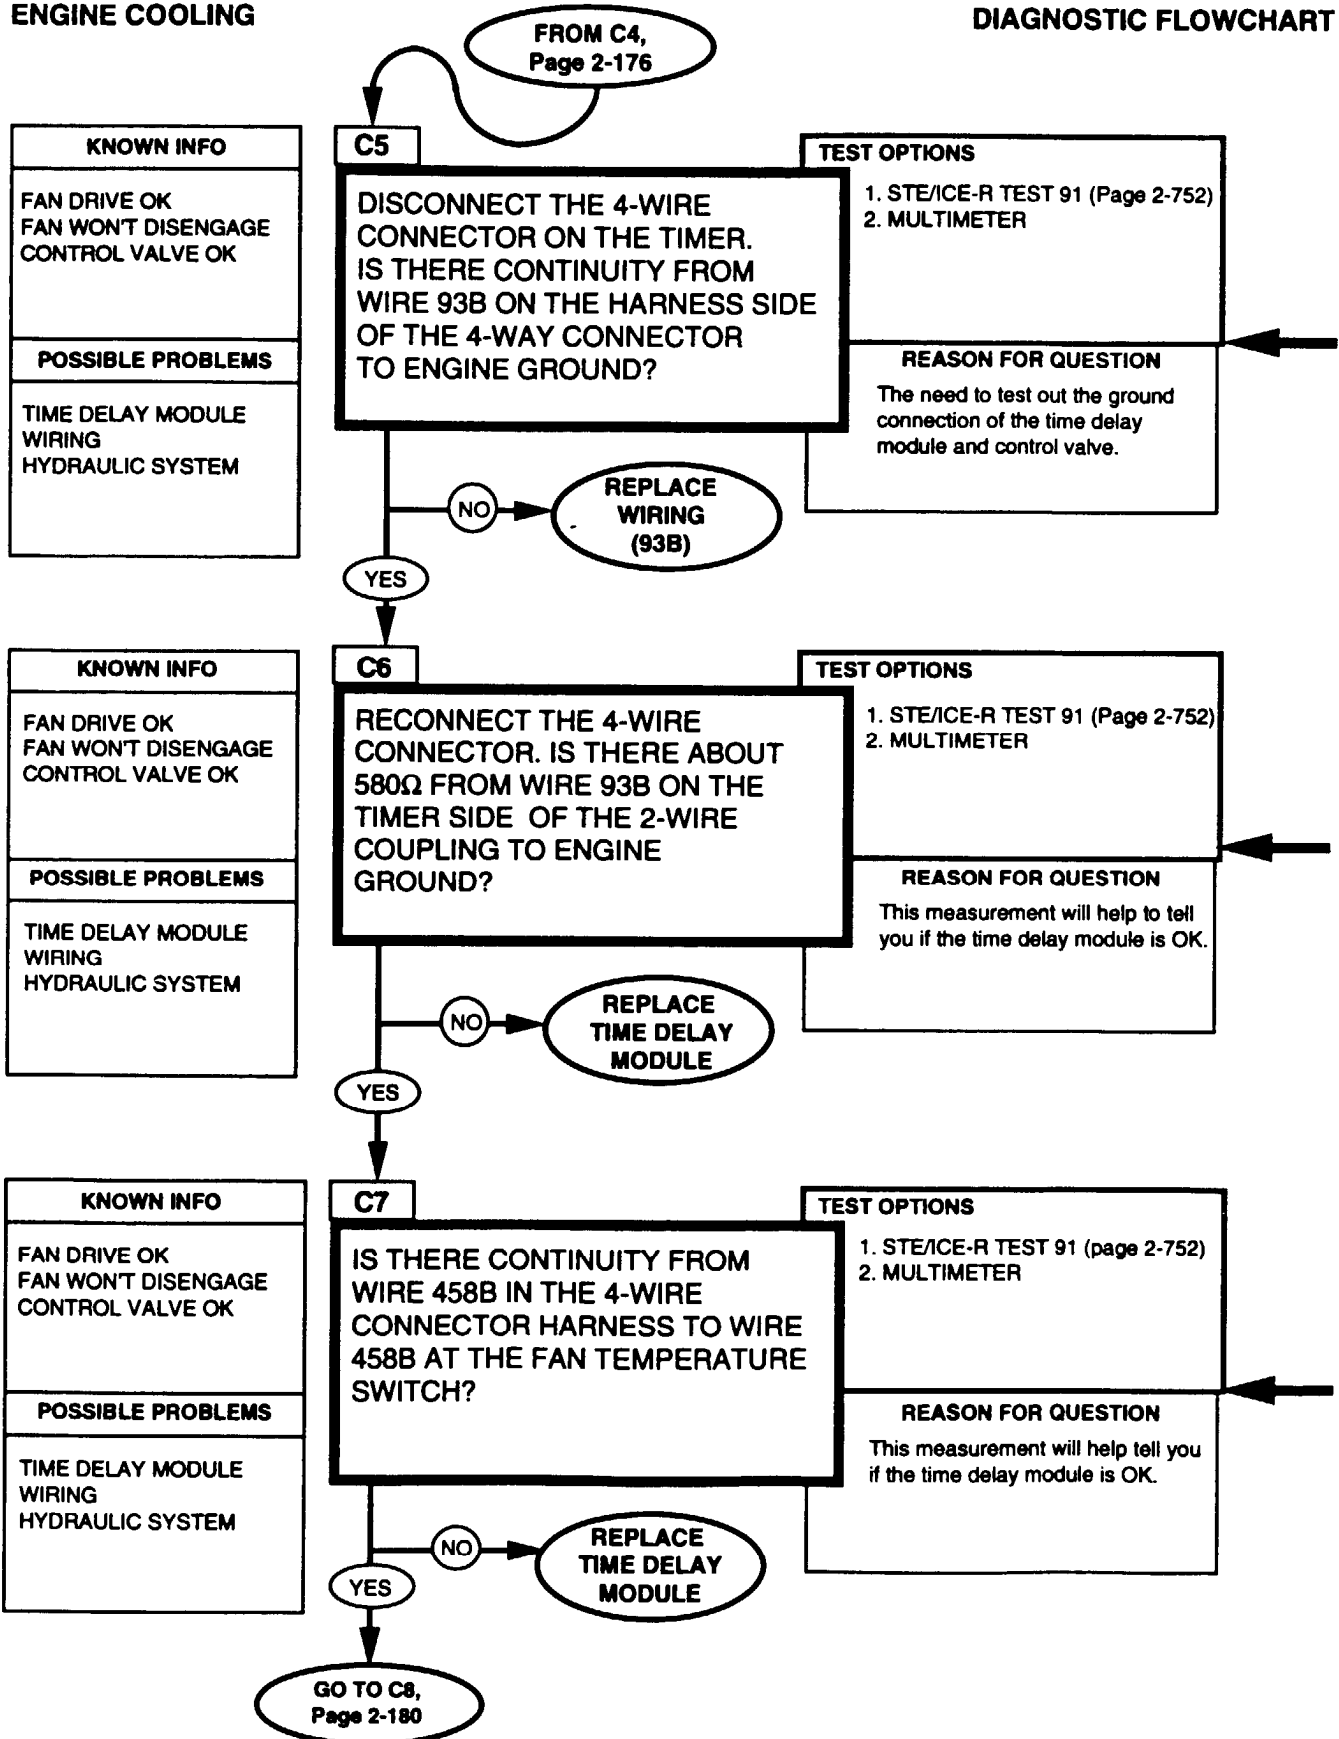 ENGINE COOLING
DIAGNOSTIC FLOWCHART
FROM C4,
Page 2-176
KNOWN INFO
FAN DRIVE OK
FAN WON'T DISENGAGE
CONTROL VALVE OK
POSSIBLE PROBLEMS
TIME DELAY MODULE
WIRING
HYDRAULIC SYSTEM
C5
DISCONNECT THE 4-WIRE
CONNECTOR ON THE TIMER.
IS THERE CONTINUITY FROM
WIRE 93B ON THE HARNESS SIDE
OF THE 4-WAY CONNECTOR
TO ENGINE GROUND?
TEST OPTIONS
1. STE/ICE-R TEST 91 (Page 2-752)
2. MULTIMETER
REASON FOR QUESTION
The need to test out the ground
connection of the time delay
module and control valve.
NO
REPLACE
WIRING
(93B)
YES
KNOWN INFO
FAN DRIVE OK
FAN WON'T DISENGAGE
CONTROL VALVE OK
POSSIBLE PROBLEMS
TIME DELAY MODULE
WIRING
HYDRAULIC SYSTEM
C6
RECONNECT THE 4-WIRE
CONNECTOR. IS THERE ABOUT
580Ω FROM WIRE 93B ON THE
TIMER SIDE OF THE 2-WIRE
COUPLING TO ENGINE
GROUND?
TEST OPTIONS
1. STE/ICE-R TEST 91 (Page 2-752)
2. MULTIMETER
REASON FOR QUESTION
This measurement will help to tell
you if the time delay module is OK.
NO
REPLACE
TIME DELAY
MODULE
YES
KNOWN INFO
FAN DRIVE OK
FAN WON'T DISENGAGE
CONTROL VALVE OK
POSSIBLE PROBLEMS
TIME DELAY MODULE
WIRING
HYDRAULIC SYSTEM
C7
IS THERE CONTINUITY FROM
WIRE 458B IN THE 4-WIRE
CONNECTOR HARNESS TO WIRE
458B AT THE FAN TEMPERATURE
SWITCH?
TEST OPTIONS
1. STE/ICE-R TEST 91 (page 2-752)
2. MULTIMETER
REASON FOR QUESTION
This measurement will help tell you
if the time delay module is OK.
NO
REPLACE
TIME DELAY
MODULE
YES
GO TO C8,
Page 2-180